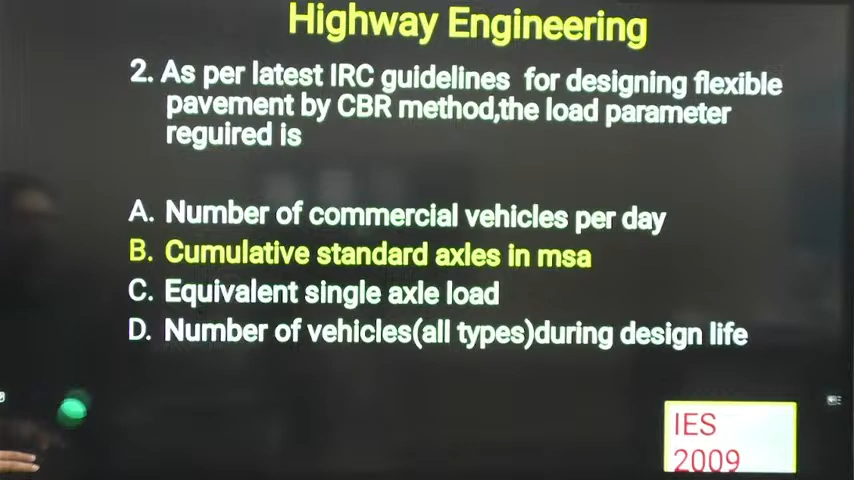 Highway Engineering
2. As per latest IRC guidelines for designing flexible
pavement by CBR method,the load parameter
reguired is
A. Number of commercial vehicles per day
B. Cumulative standard axles in msa
C. Equivalent single axle load
D. Number of vehicles(all types)during design life
IES
2009